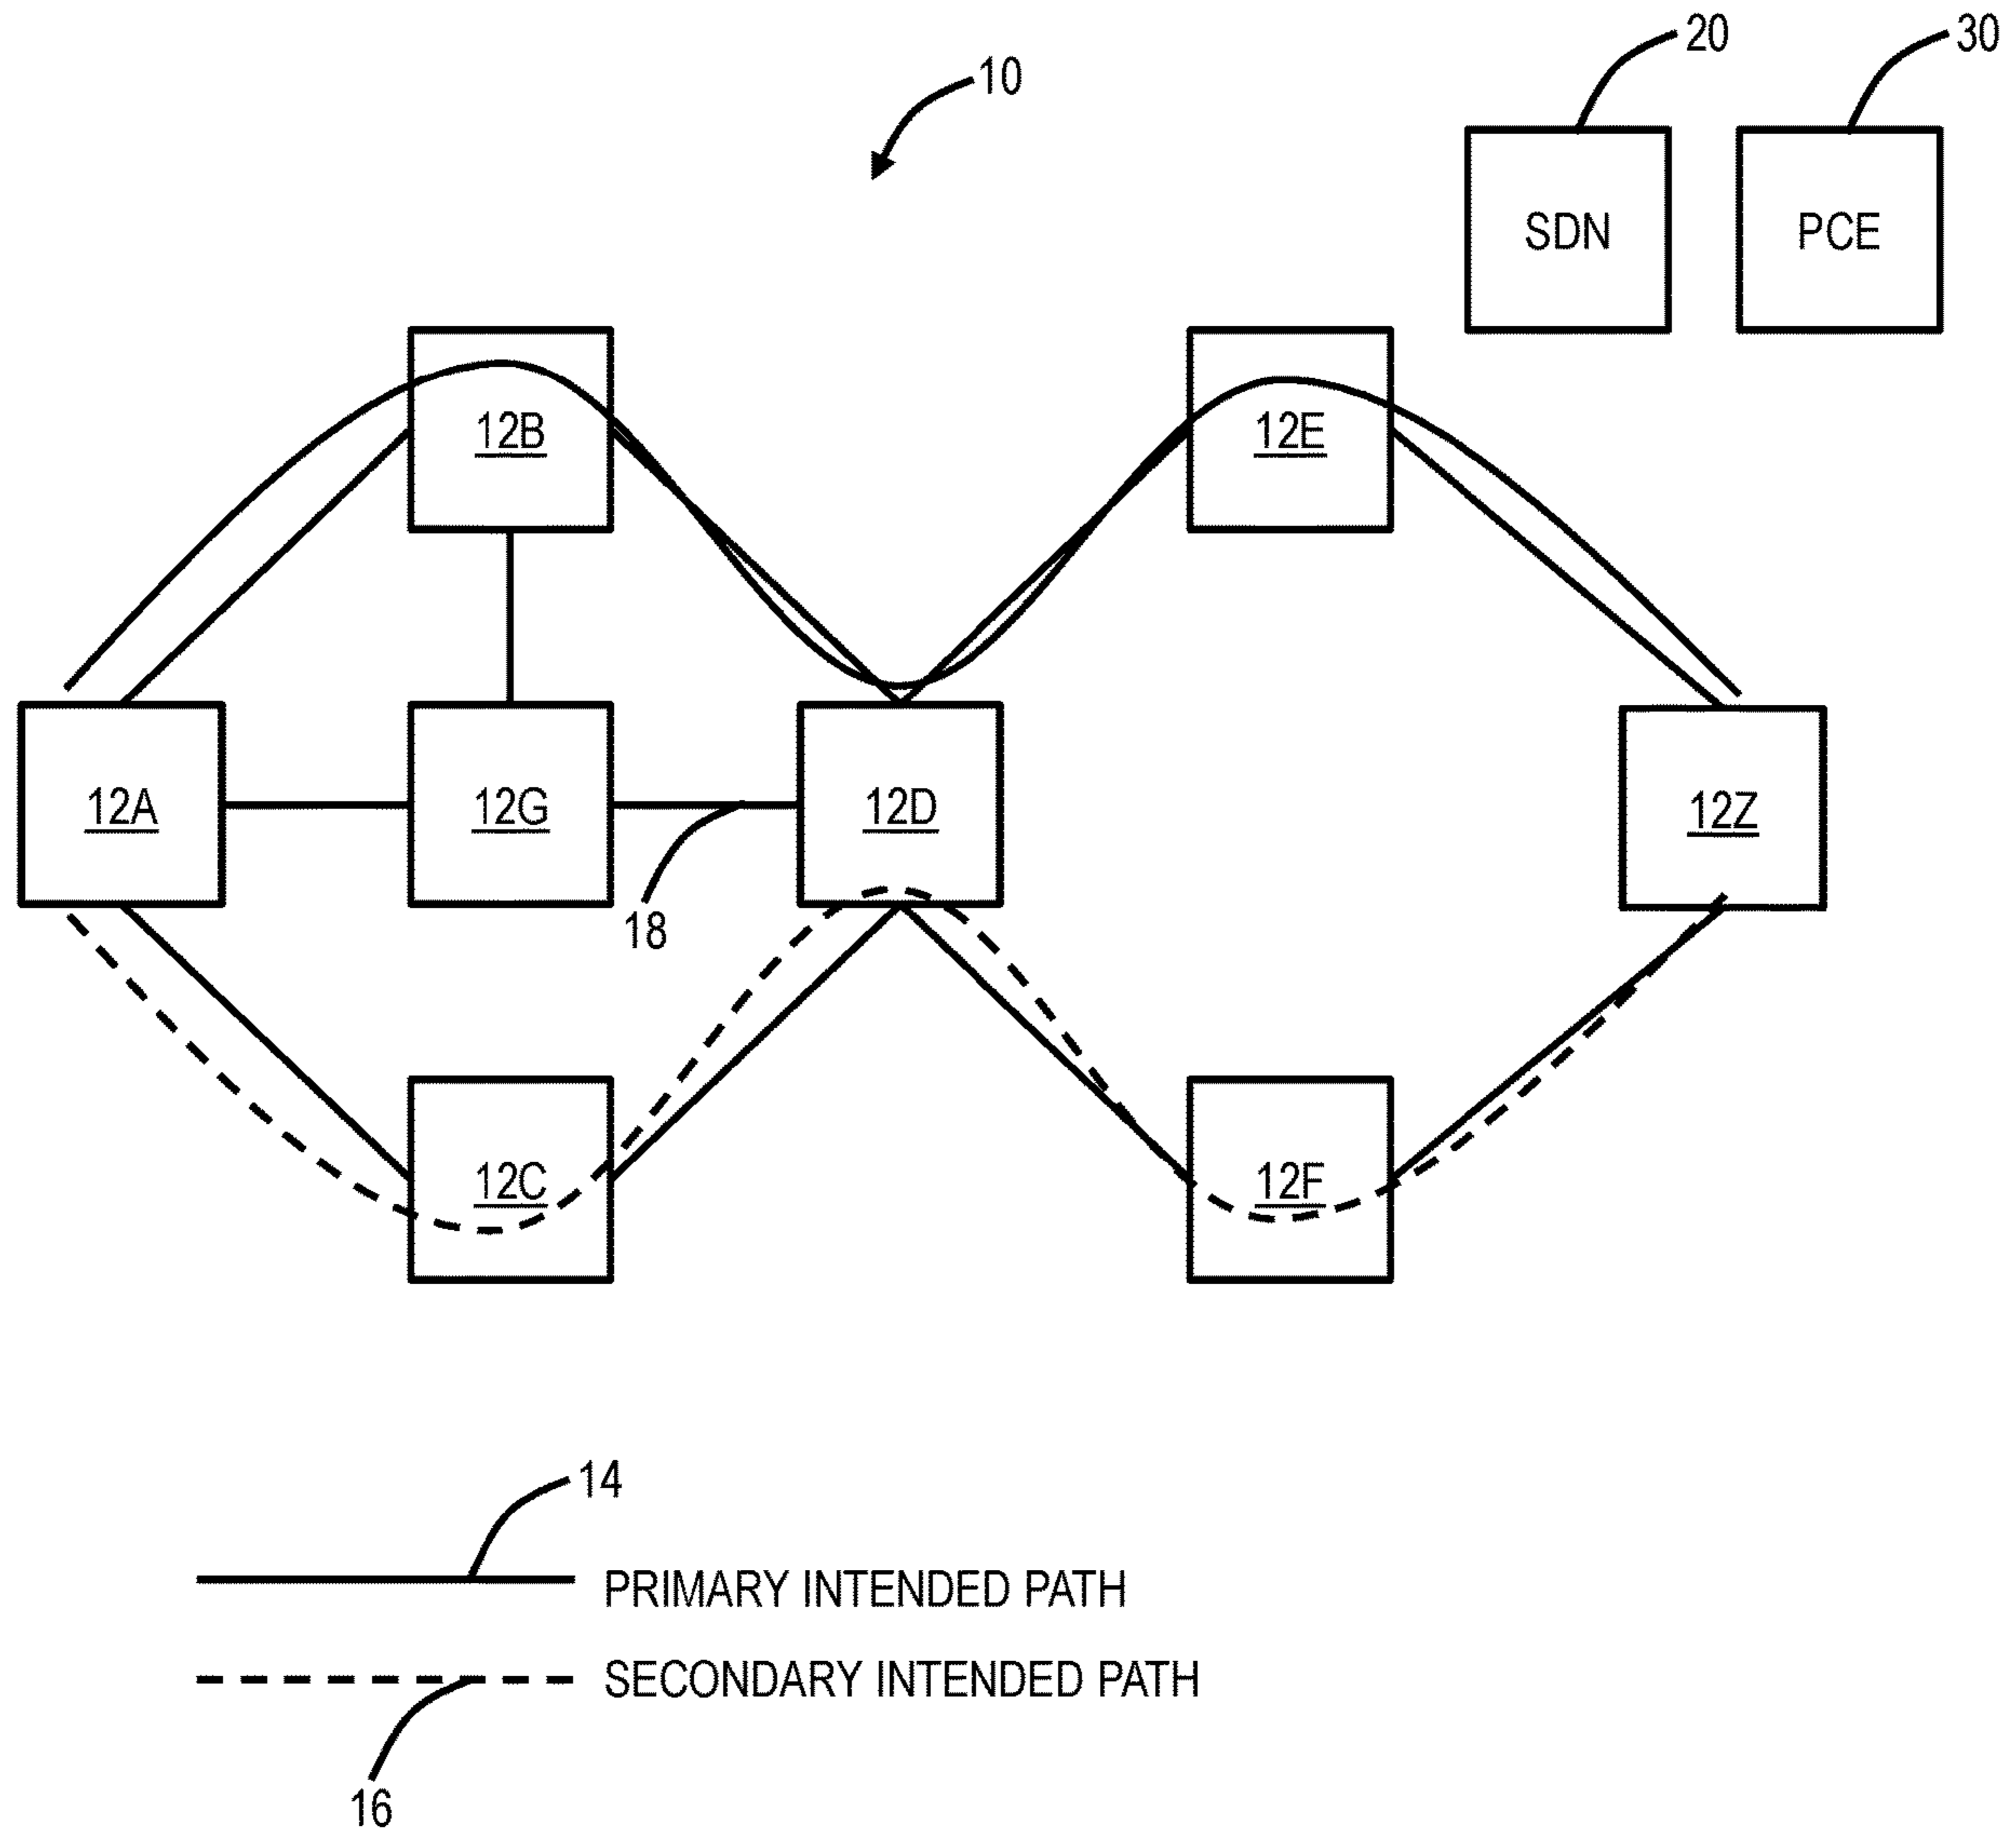 20
30
10
SDN
PCE
12B
12E
12A
12G
12D
12Z
18
12C
12F
14
PRIMARY INTENDED PATH
SECONDARY INTENDED PATH
16